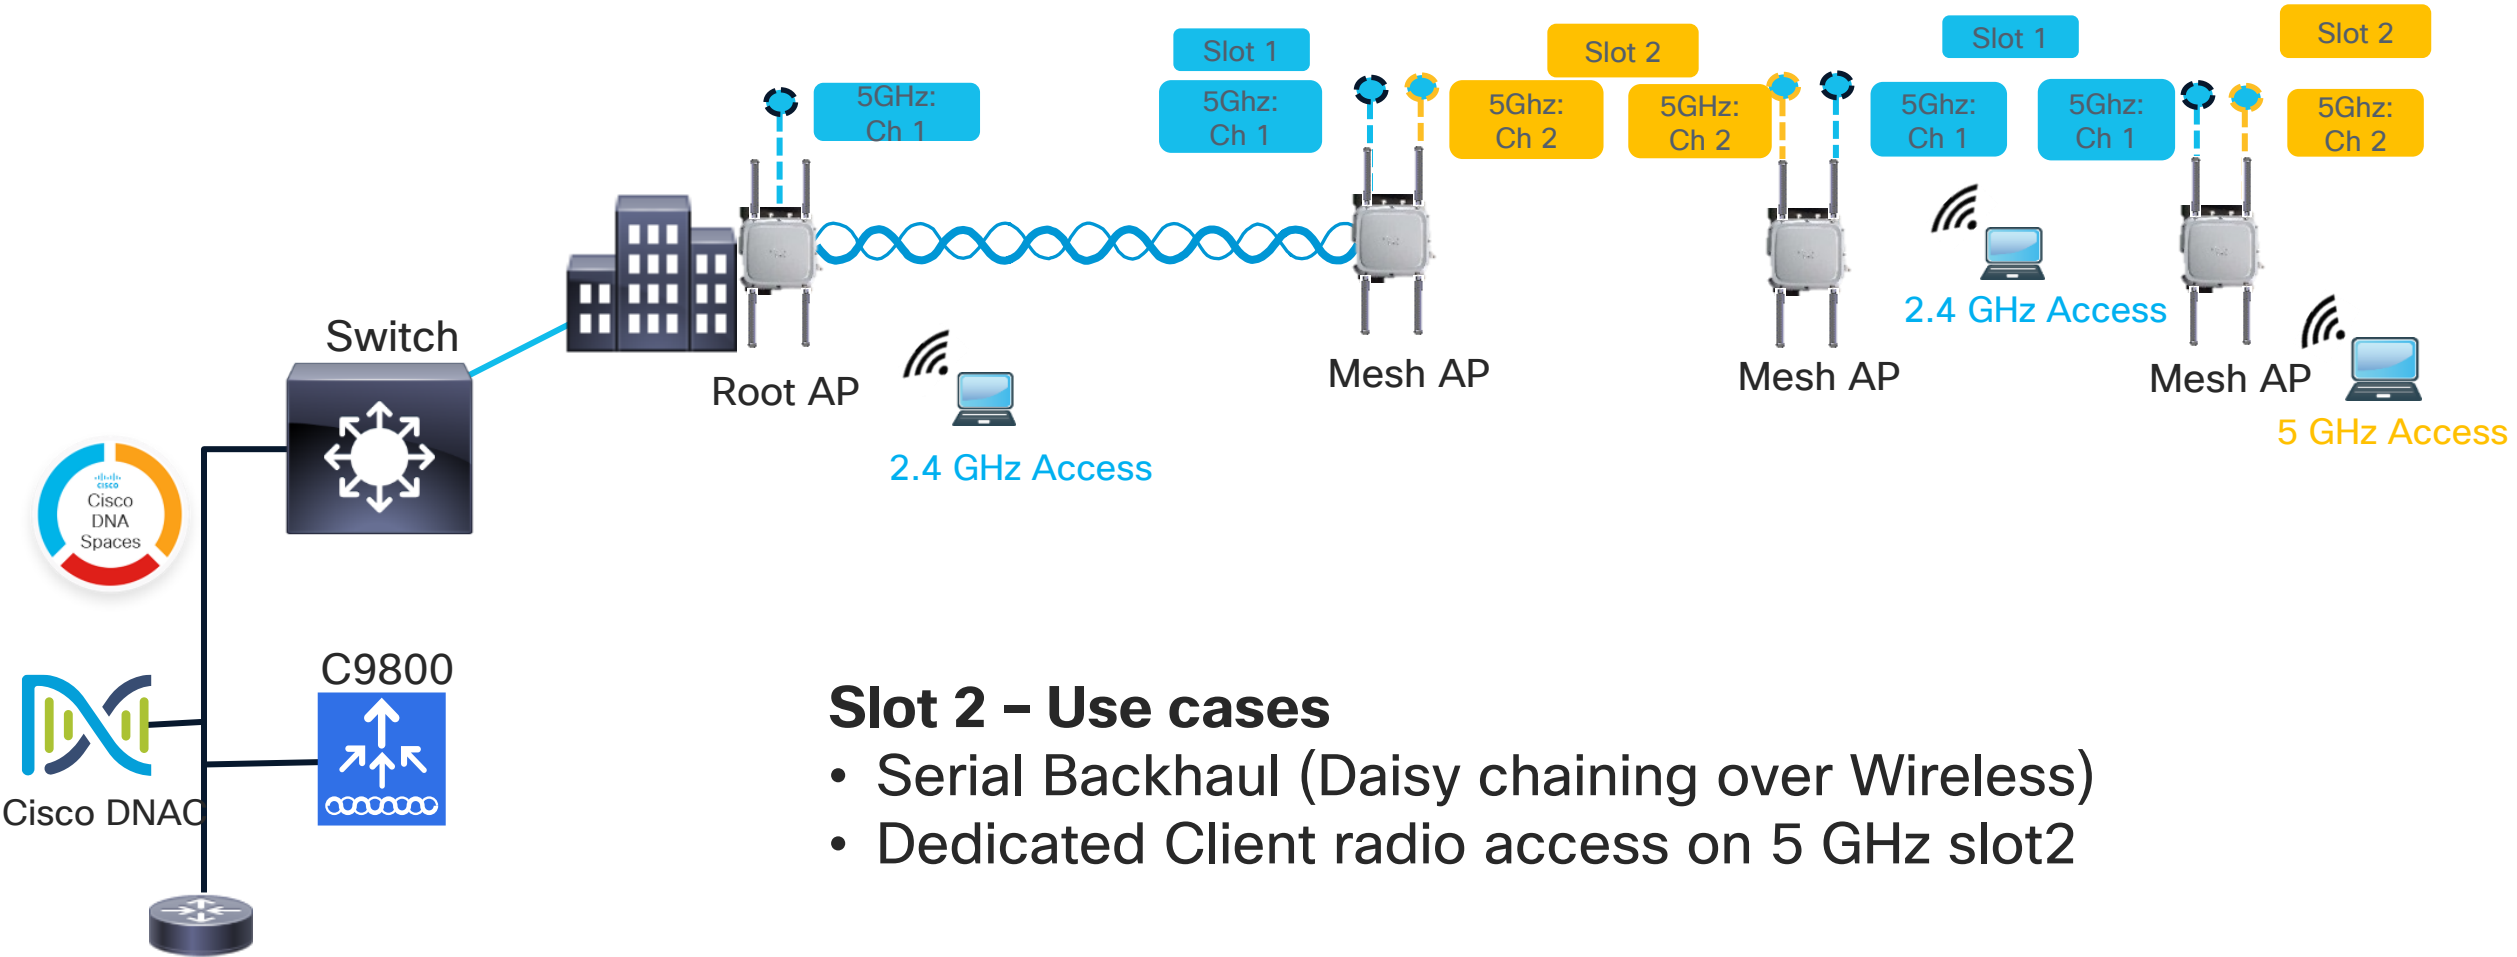 Slot 1
Slot 2
Slot 1
Slot 2
5GHz:
Ch 1
5Ghz:
Ch 1
5Ghz:
Ch 2
5GHz:
Ch 2
5Ghz:
Ch 1
5Ghz:
Ch 1
5Ghz:
Ch 2
Switch
Root AP
Mesh AP
Mesh AP
Mesh AP
2.4 GHz Access
2.4 GHz Access
5 GHz Access
CISCO
Cisco
DNA
Spaces
C9800
Cisco DNAC
Slot 2 – Use cases
• Serial Backhaul (Daisy chaining over Wireless)
• Dedicated Client radio access on 5 GHz slot2